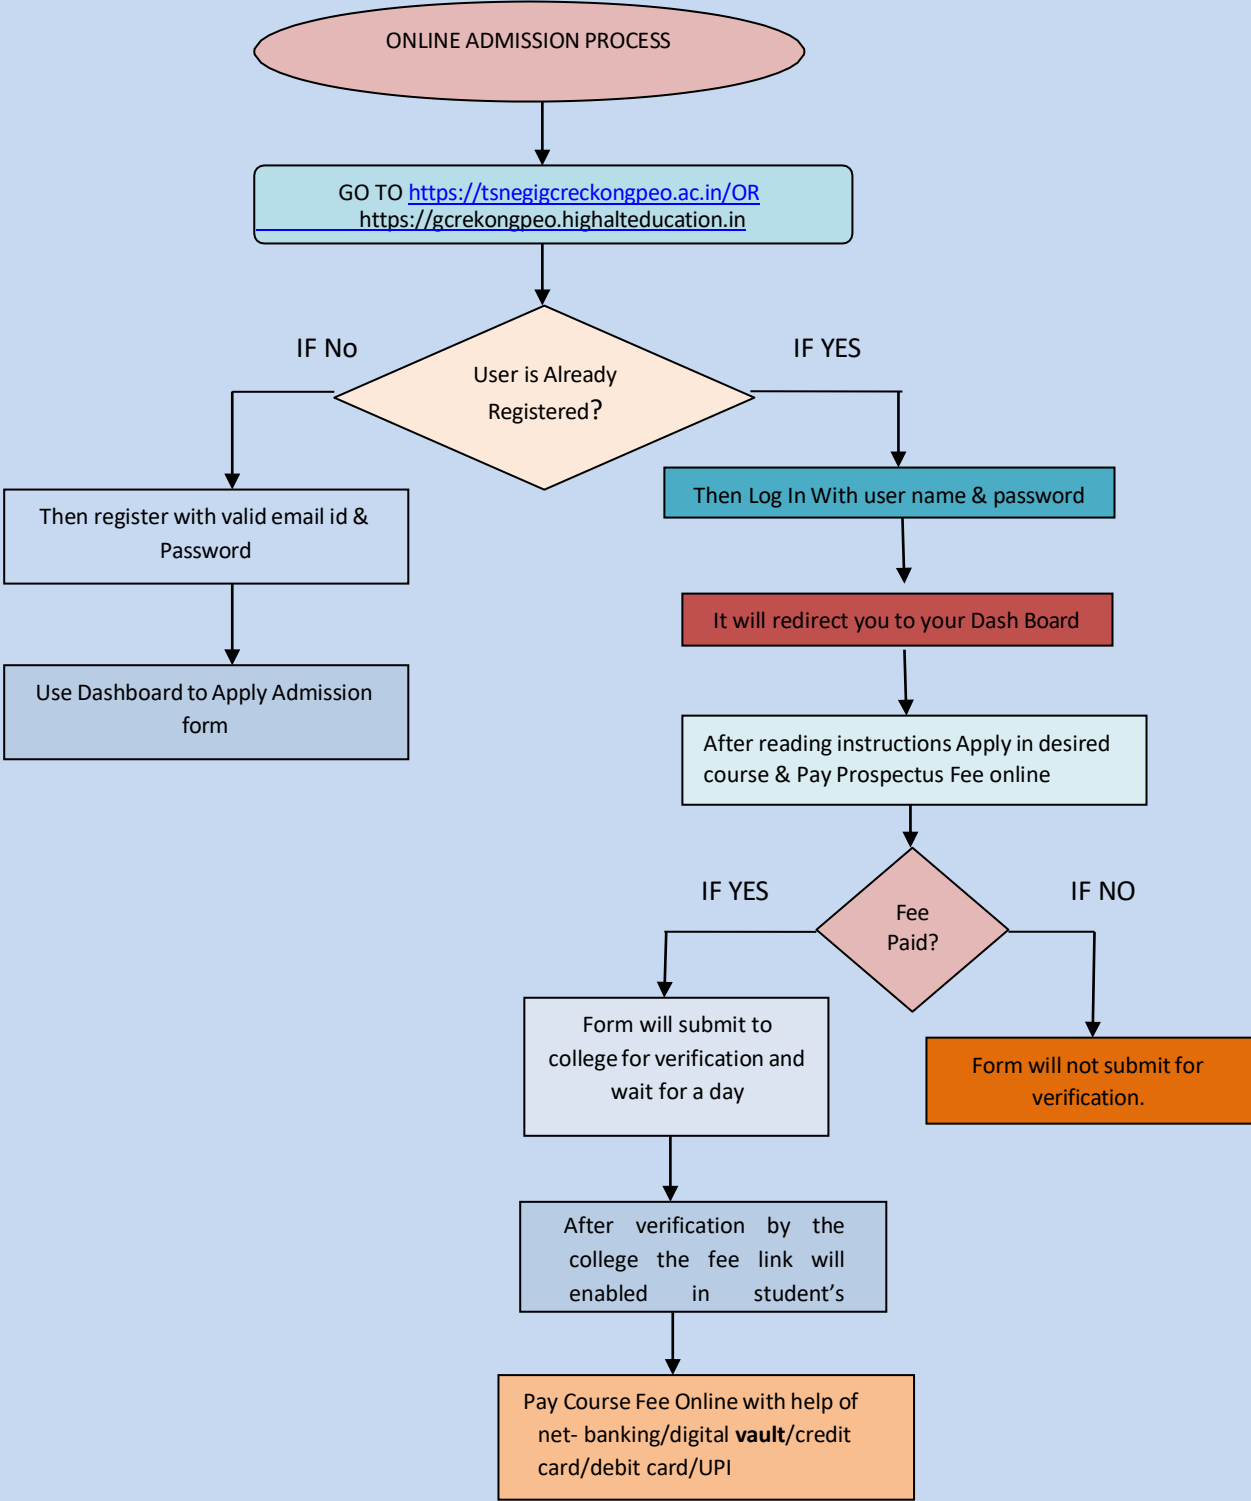 ONLINE ADMISSION PROCESS
GO TO https://tsnegigcreckongpeo.ac.in/OR
https://gcrekongpeo.highalteducation.in
IF No
IF YES
User is Already
Registered?
Then register with valid email id &
Password
Then Log In With user name & password
It will redirect you to your Dash Board
Use Dashboard to Apply Admission
form
After reading instructions Apply in desired
course & Pay Prospectus Fee online
IF YES
IF NO
Fee
Paid?
Form will submit to
college for verification and
wait for a day
Form will not submit for
verification.
After verification by the
college the fee link will
enabled in student’s
Pay Course Fee Online with help of
net- banking/digital vault/credit
card/debit card/UPI